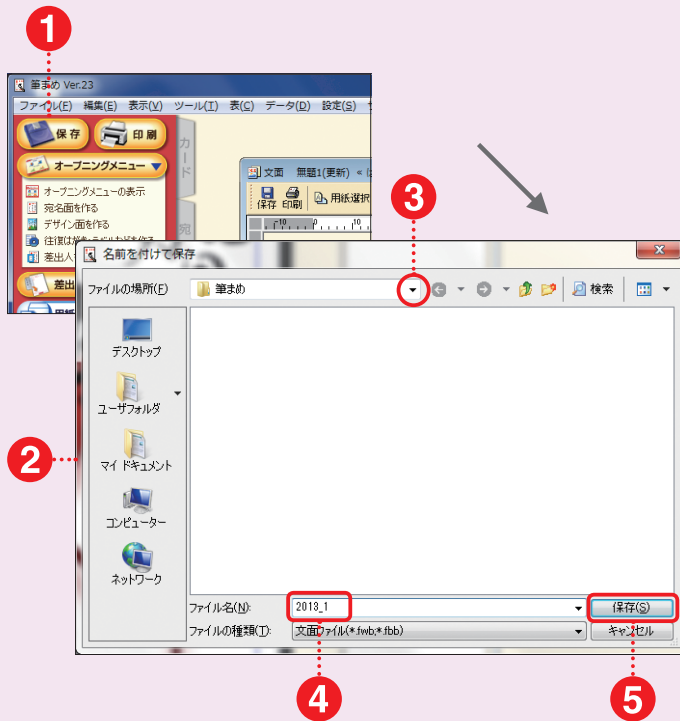 1
筆まめ Ver.23
ファイル(F) 編集(E) 表示(V) ツール(T) 表(C) データ(D) 設定(S)
保存 印刷
カード
オープニングメニュー
オープニングメニューの表示
宛名面を作る
デザイン面を作る
宛
文面 無題1(更新) «
保存 印刷 用紙選択
10 0 10
3
名前を付けて保存
ファイルの場所(F) 筆まめ 検索
デスクトップ
ユーザフォルダ
2
マイ ドキュメント
コンピューター
ネットワーク
ファイル名(N): 2013_1 保存(S)
ファイルの種類(T): 文面ファイル(*.fwb;*.fbb) キャンセル
4
5